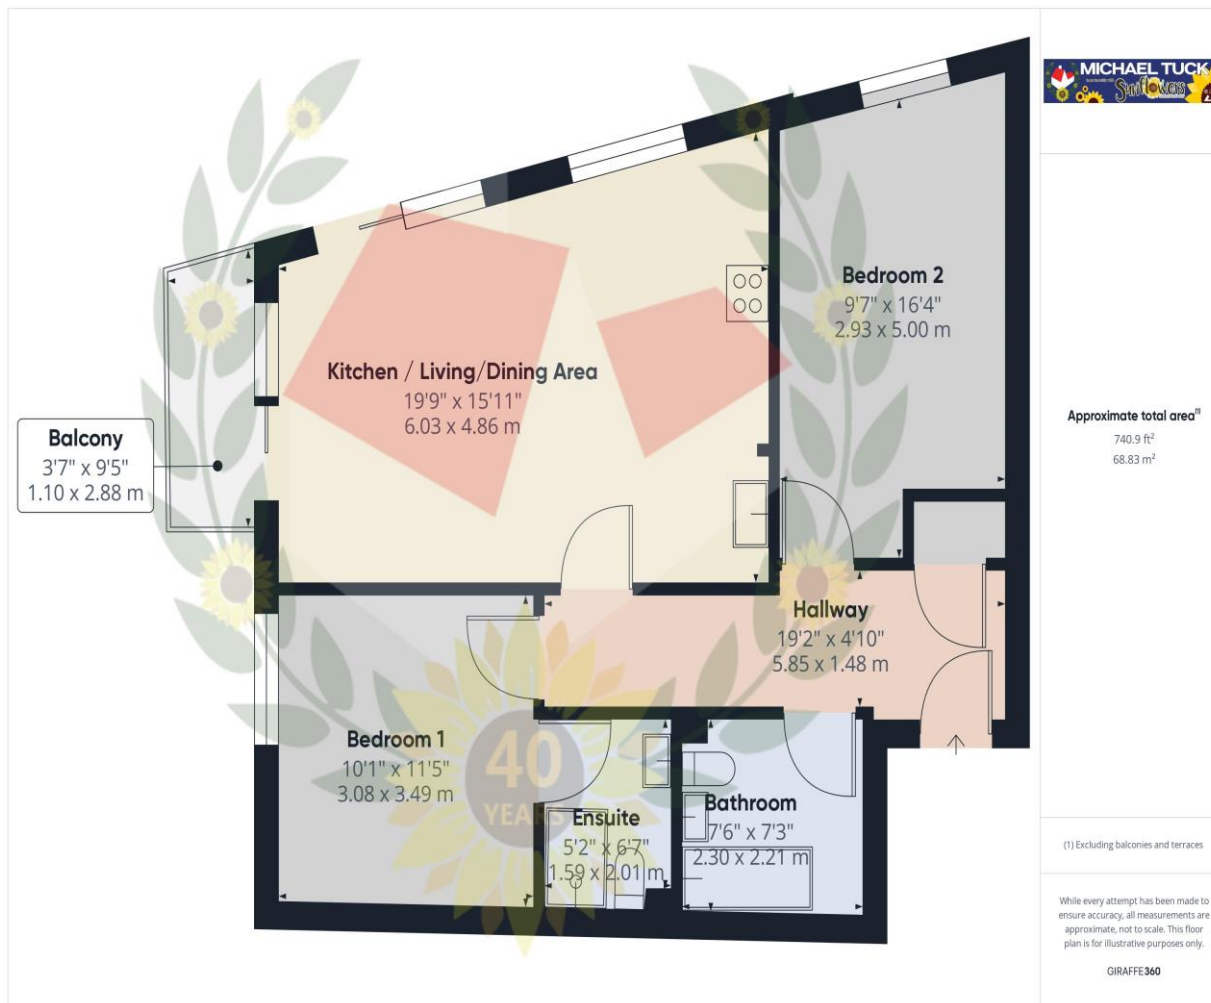 MICHAEL TUCK
Sunflowers
Bedroom 2
9'7" x 16'4"
2.93 x 5.00 m
Kitchen / Living/Dining Area
19'9" x 15'11"
6.03 x 4.86 m
Balcony
3'7" x 9'5"
1.10 x 2.88 m
Hallway
19'2" x 4'10"
5.85 x 1.48 m
Bedroom 1
10'1" x 11'5"
3.08 x 3.49 m
40
YEARS
Ensuite
5'2" x 6'7"
1.59 x 2.01 m
Bathroom
7'6" x 7'3"
2.30 x 2.21 m
Approximate total area(1)
740.9 ft²
68.83 m²
(1) Excluding balconies and terraces
While every attempt has been made to
ensure accuracy, all measurements are
approximate, not to scale. This floor
plan is for illustrative purposes only.
GIRAFFE360